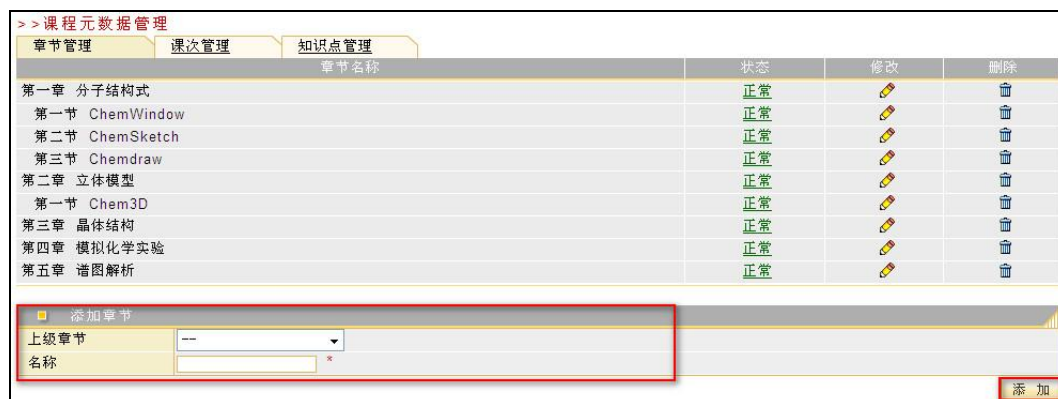 >>课程元数据管理
章节管理 课次管理 知识点管理
章节名称 状态 修改 删除
第一章 分子结构式 正常
第一节 ChemWindow 正常
第二节 ChemSketch 正常
第三节 Chemdraw 正常
第二章 立体模型 正常
第一节 Chem3D 正常
第三章 晶体结构 正常
第四章 模拟化学实验 正常
第五章 谱图解析 正常
添加章节
上级章节 --
名称 *
添 加